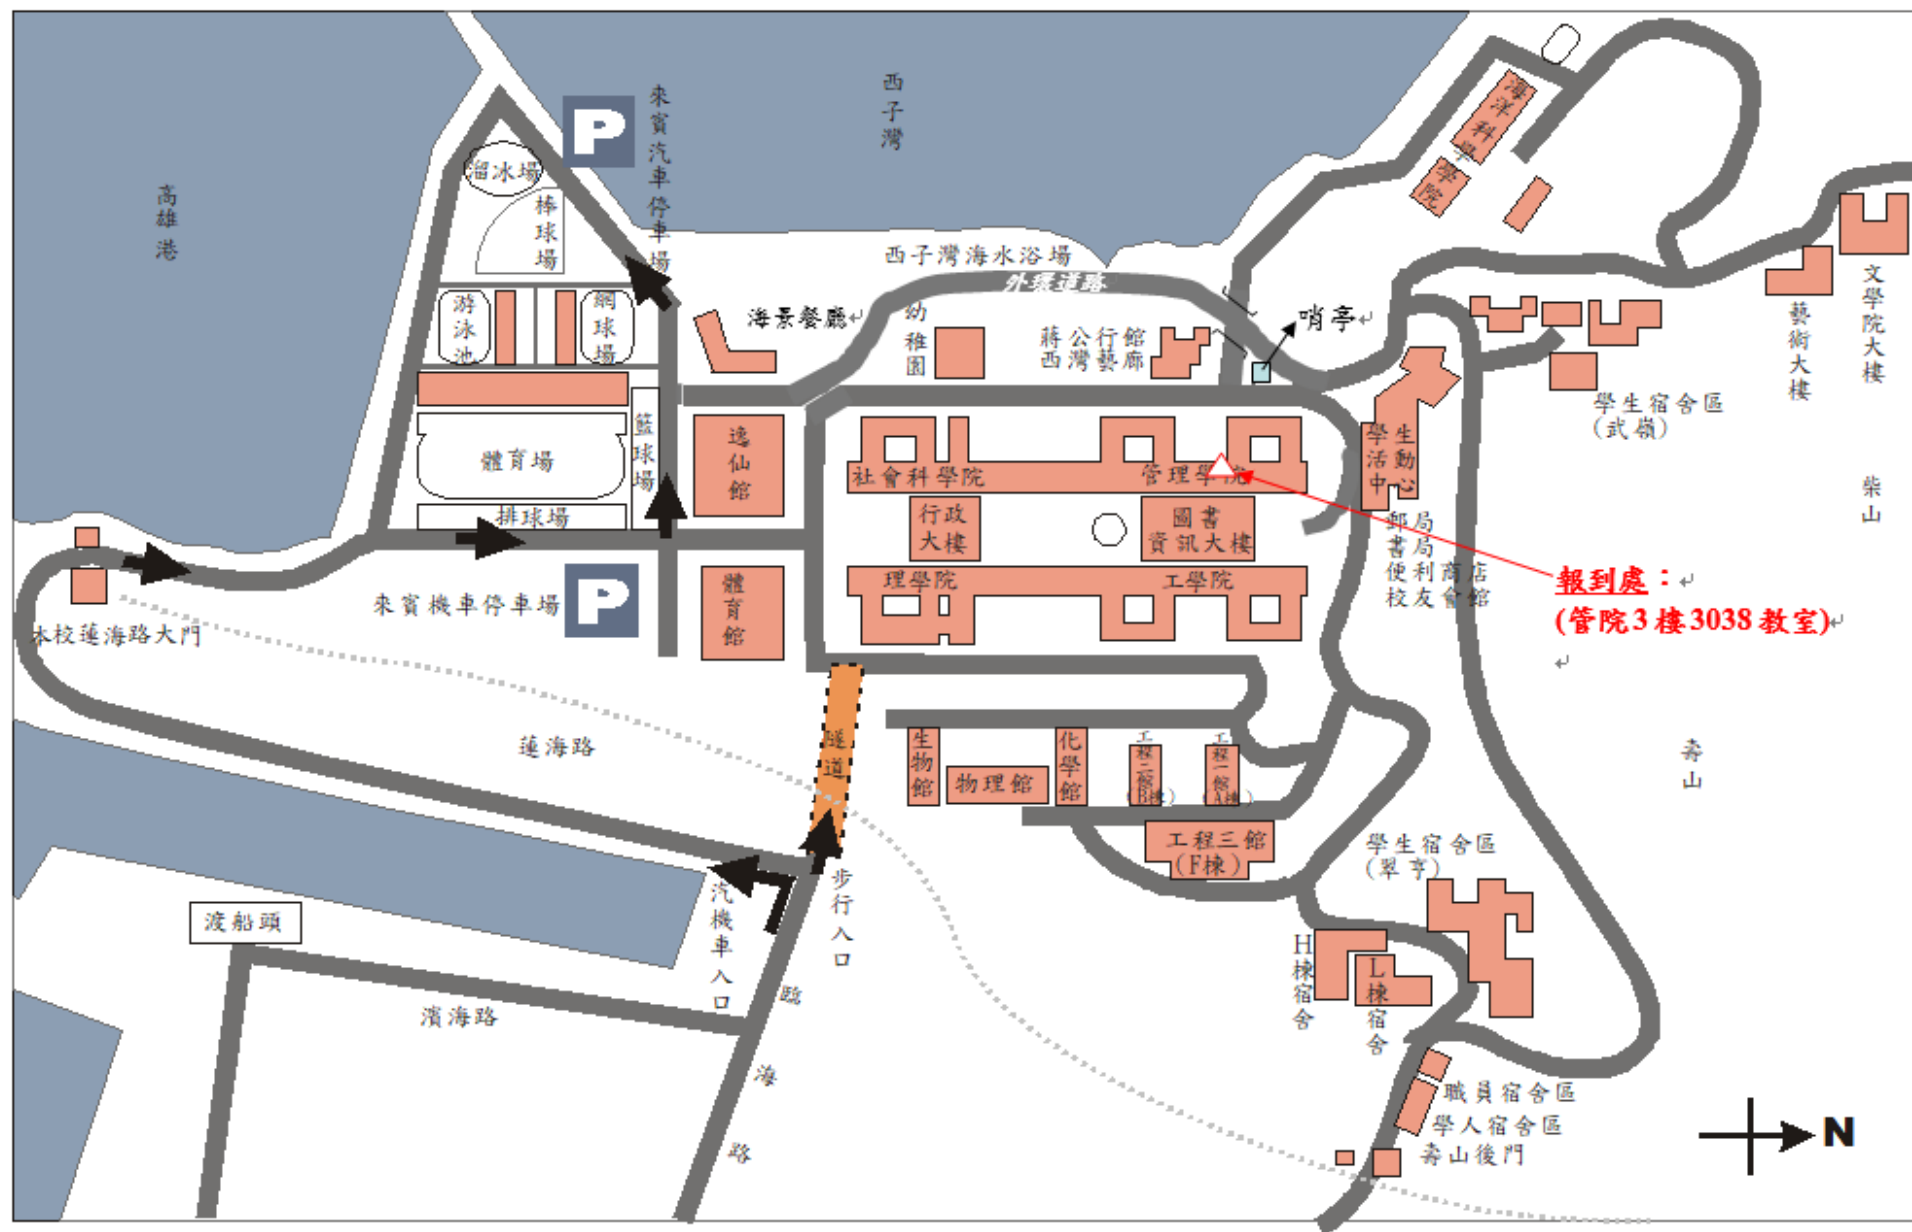 高雄港
西子灣
P
來賓汽車停車場
溜冰場
棒球場
游泳池
網球場
體育場
籃球場
排球場
西子灣海水浴場
外環道路
海景餐廳
幼稚園
蔣公行館
西灣藝廊
哨亭
海洋科學學院
文學院大樓
藝術大樓
學生宿舍區
(武嶺)
柴山
逸仙館
社會科學院
管理學院
行政大樓
圖書
資訊大樓
理學院
工學院
學生活動中心
郵局
書局
便利商店
校友會館
報到處：
(管院3樓3038教室)
來賓機車停車場
P
體育館
本校蓮海路大門
蓮海路
隧道
生物館
物理館
化學館
工程二館
(B棟)
工程一館
(A棟)
工程三館
(F棟)
壽山
學生宿舍區
(翠亨)
渡船頭
汽機車入口
步行入口
濱海路
臨海路
H棟宿舍
L棟宿舍
職員宿舍區
學人宿舍區
壽山後門
N